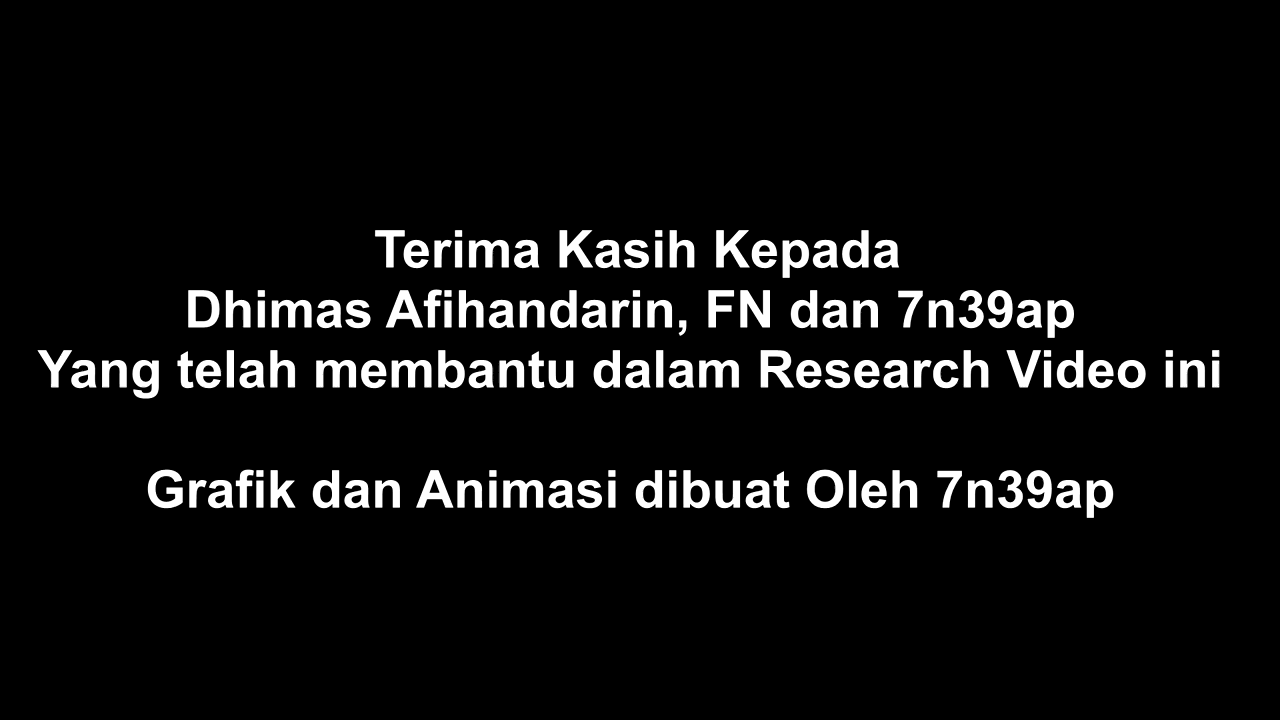 Terima Kasih Kepada
Dhimas Afihandarin, FN dan 7n39ap
Yang telah membantu dalam Research Video ini
Grafik dan Animasi dibuat Oleh 7n39ap